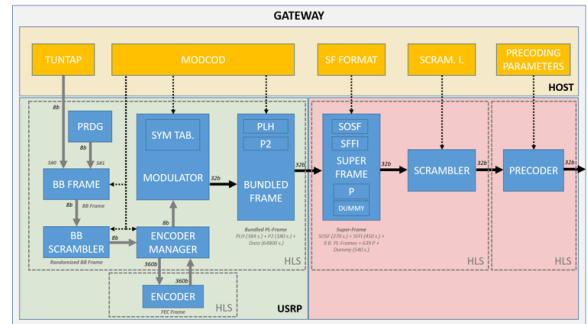 GATEWAY
TUNTAP
MODCOD
SF FORMAT
SCRAM. I.
PRECODING
PARAMETERS
HOST
8b
PRDG
8b
SYM TAB.
MODULATOR
PLH
P2
BUNDLED
FRAME
SOSF
SFFI
SUPER
FRAME
P
DUMMY
SCRAMBLER
PRECODER
32b
32b
32b
32b
32b
BB FRAME
BB Frame
8b
BB
SCRAMBLER
Randomized BB Frame
8b
ENCODER
MANAGER
8b
360b
360b
ENCODER
FEC Frame
Bundled PL-Frame
Super-Frame
HLS
HLS
HLS
HLS
USRP